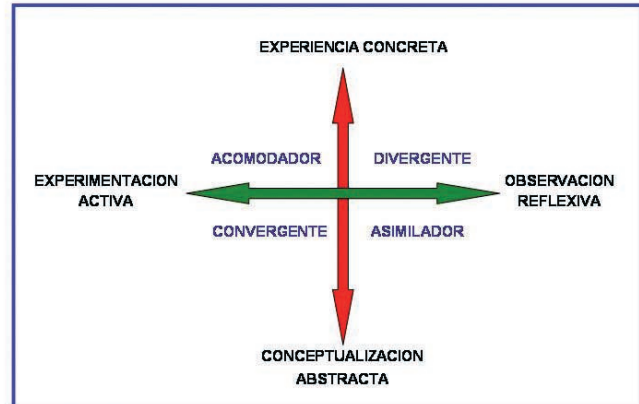 EXPERIENCIA CONCRETA
ACOMODADOR
DIVERGENTE
EXPERIMENTACION
ACTIVA
OBSERVACION
REFLEXIVA
CONVERGENTE
ASIMILADOR
CONCEPTUALIZACION
ABSTRACTA